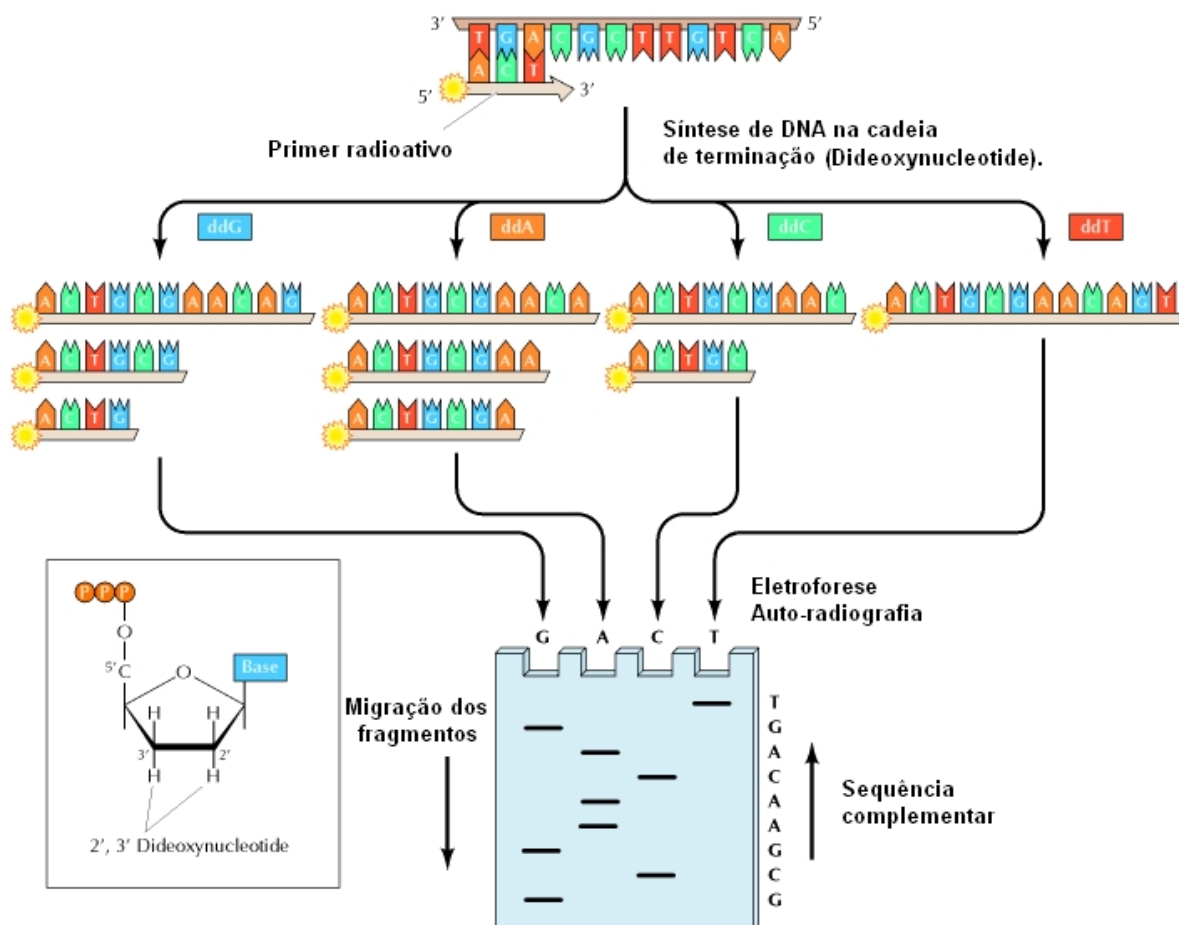 3′ T G A C G C T T G T C A 5′
A C T
5′ 3′
Primer radioativo
Síntese de DNA na cadeia
de terminação (Dideoxynucleotide).
ddG ddA ddC ddT
A C T G C G A A C A G
A C T G C G A A C A
A C T G C G A A C
A C T G C G A A C A G T
A C T G C G
A C T G C G A A
A C T G C
A C T G
A C T G C G A
Eletroforese
Auto-radiografia
G A C T
P P P
O
5′ C
O
Base
H H
3′ 2′
H H
2′, 3′ Dideoxynucleotide
Migração dos
fragmentos
T
G
A
C
A
A
G
C
G
Sequência
complementar